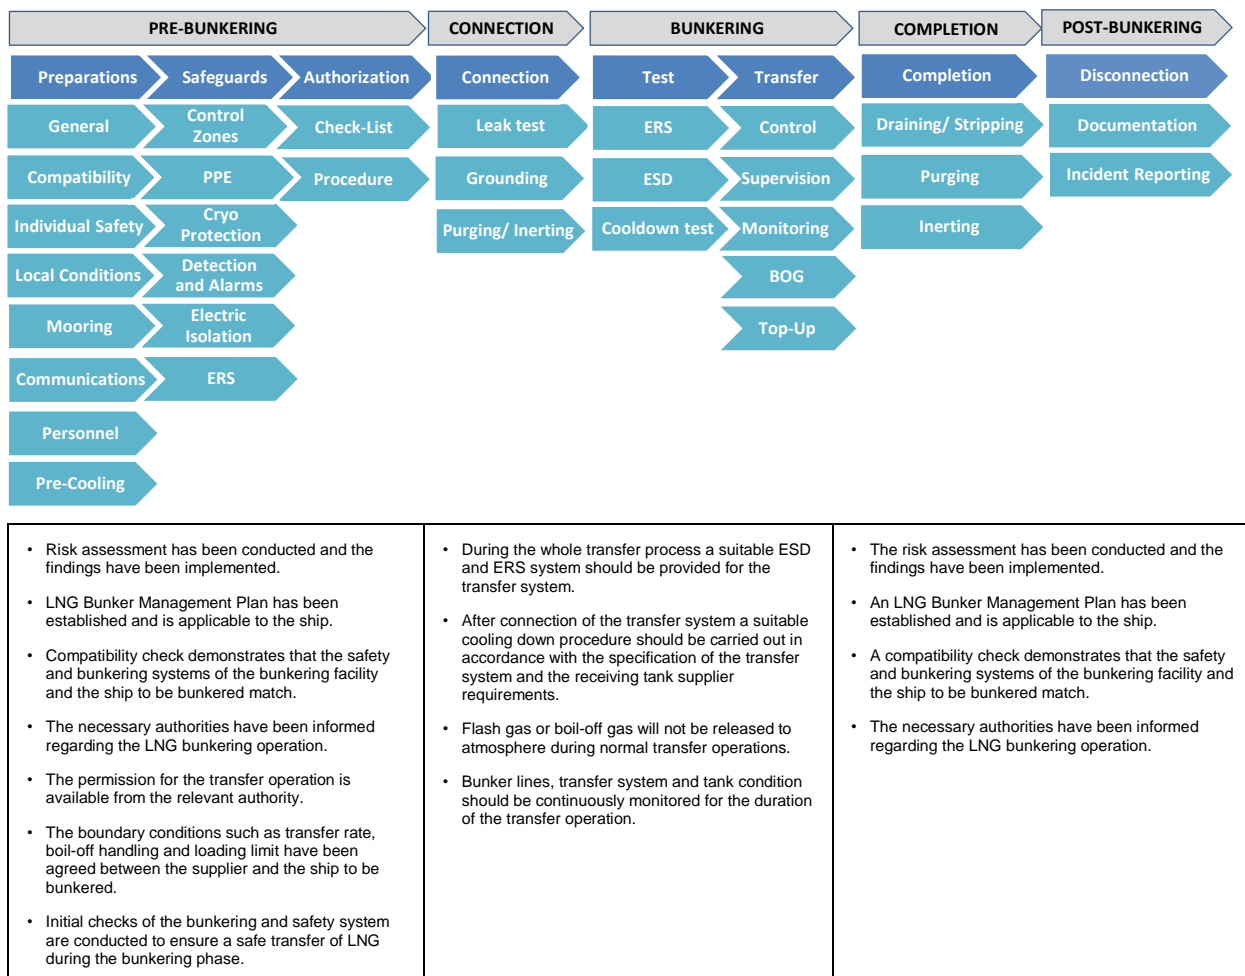 PRE-BUNKERING
CONNECTION
BUNKERING
COMPLETION
POST-BUNKERING
Preparations
Safeguards
Authorization
Connection
Test
Transfer
Completion
Disconnection
General
Control
Zones
Check-List
Leak test
ERS
Control
Draining/ Stripping
Documentation
Compatibility
PPE
Procedure
Grounding
ESD
Supervision
Purging
Incident Reporting
Individual Safety
Cryo
Protection
Purging/ Inerting
Cooldown test
Monitoring
Inerting
Local Conditions
Detection
and Alarms
BOG
Mooring
Electric
Isolation
Top-Up
Communications
ERS
Personnel
Pre-Cooling
• Risk assessment has been conducted and the
findings have been implemented.
• LNG Bunker Management Plan has been
established and is applicable to the ship.
• Compatibility check demonstrates that the safety
and bunkering systems of the bunkering facility
and the ship to be bunkered match.
• The necessary authorities have been informed
regarding the LNG bunkering operation.
• The permission for the transfer operation is
available from the relevant authority.
• The boundary conditions such as transfer rate,
boil-off handling and loading limit have been
agreed between the supplier and the ship to be
bunkered.
• Initial checks of the bunkering and safety system
are conducted to ensure a safe transfer of LNG
during the bunkering phase.
• During the whole transfer process a suitable ESD
and ERS system should be provided for the
transfer system.
• After connection of the transfer system a suitable
cooling down procedure should be carried out in
accordance with the specification of the transfer
system and the receiving tank supplier
requirements.
• Flash gas or boil-off gas will not be released to
atmosphere during normal transfer operations.
• Bunker lines, transfer system and tank condition
should be continuously monitored for the duration
of the transfer operation.
• The risk assessment has been conducted and the
findings have been implemented.
• An LNG Bunker Management Plan has been
established and is applicable to the ship.
• A compatibility check demonstrates that the safety
and bunkering systems of the bunkering facility and
the ship to be bunkered match.
• The necessary authorities have been informed
regarding the LNG bunkering operation.